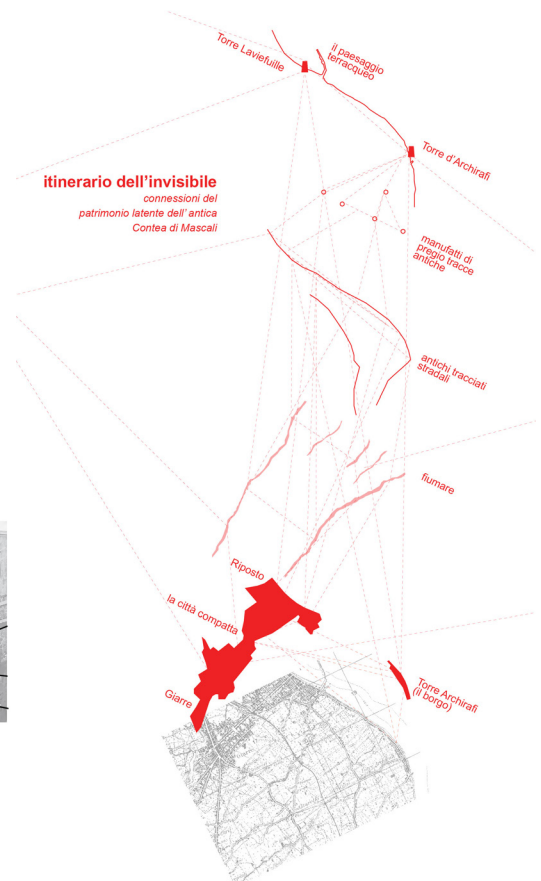 Torre Laviefuille
il paesaggio
terracqueo
Torre d'Archirafi
itinerario dell'invisibile
connessioni del
patrimonio latente dell' antica
Contea di Mascali
manufatti di
pregio tracce
antiche
antichi tracciati
stradali
fiumare
Riposto
la città compatta
Giarre
Torre Archirafi
(il borgo)